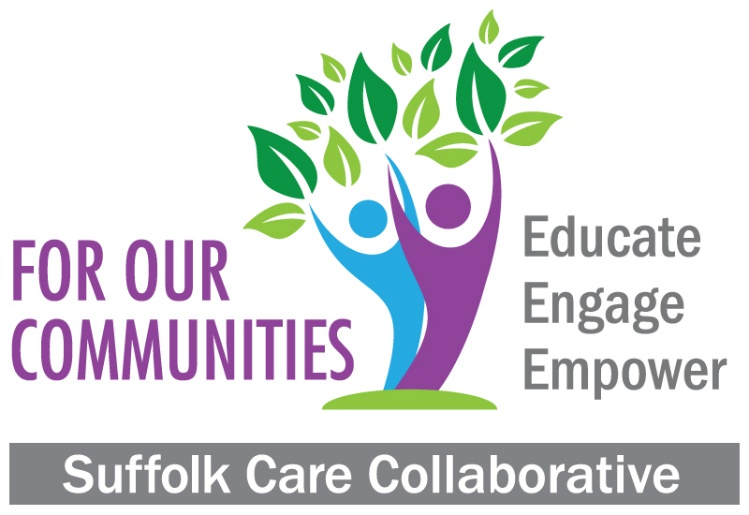 FOR OUR
COMMUNITIES
Educate
Engage
Empower
Suffolk Care Collaborative